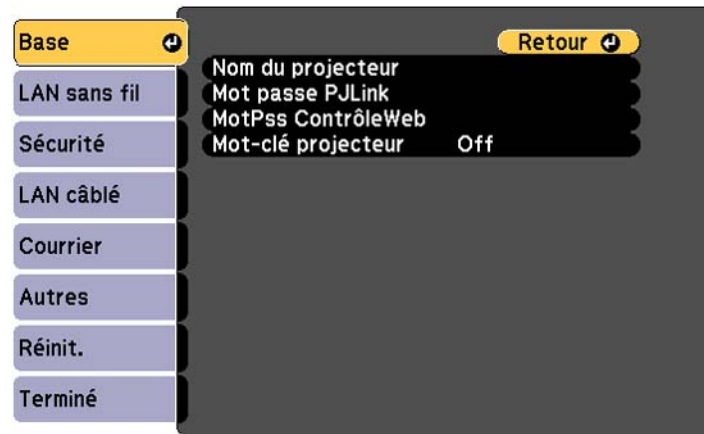 Base
LAN sans fil
Sécurité
LAN câblé
Courrier
Autres
Réinit.
Terminé
Retour
Nom du projecteur
Mot passe PJLink
MotPss ContrôleWeb
Mot-clé projecteur Off